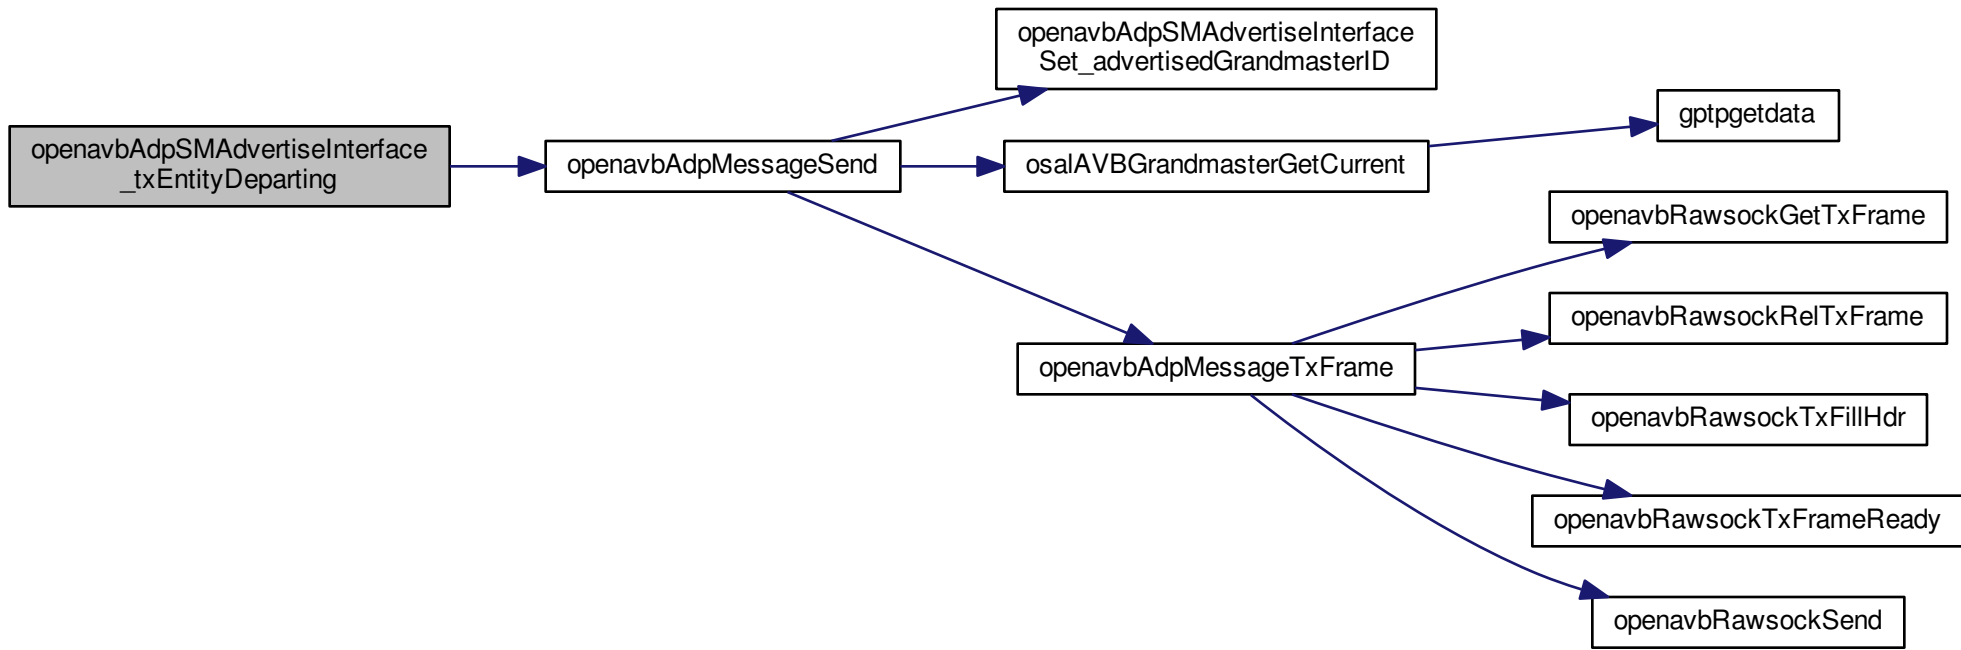 openavbAdpSMAdvertiseInterface
_txEntityDeparting
openavbAdpMessageSend
openavbAdpSMAdvertiseInterface
Set_advertisedGrandmasterID
osalAVBGrandmasterGetCurrent
gptpgetdata
openavbAdpMessageTxFrame
openavbRawsockGetTxFrame
openavbRawsockRelTxFrame
openavbRawsockTxFillHdr
openavbRawsockTxFrameReady
openavbRawsockSend